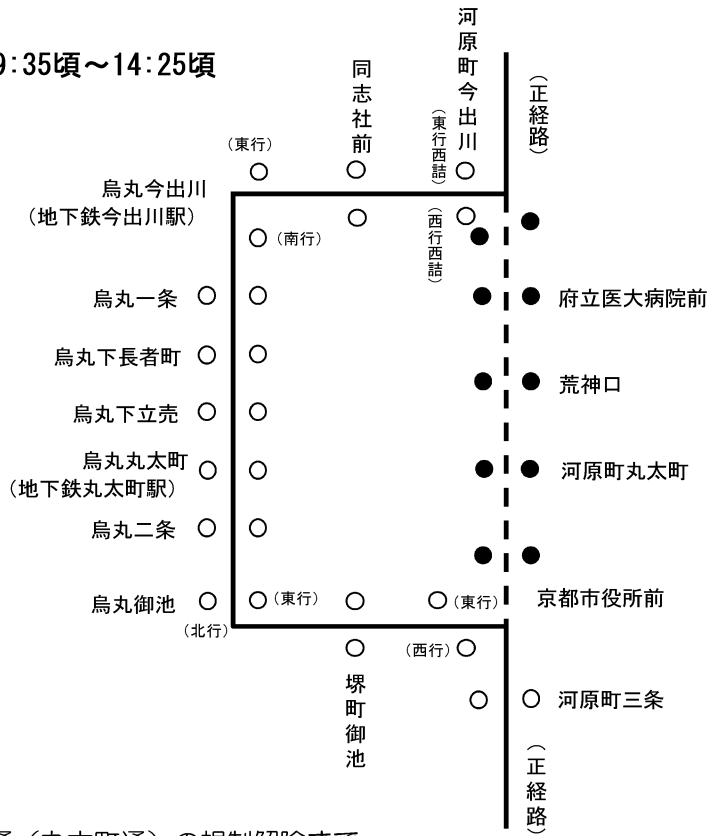 9:35頃～14:25頃
河原町今出川
(東行西詰)
(西行西詰)
(正経路)
同志社前
(東行)
烏丸今出川
(地下鉄今出川駅)
(南行)
烏丸一条
府立医大病院前
烏丸下長者町
荒神口
烏丸下立売
烏丸丸太町
(地下鉄丸太町駅)
河原町丸太町
烏丸二条
烏丸御池
(東行)
(東行)
京都市役所前
(北行)
(西行)
堺町御池
河原町三条
(正経路)